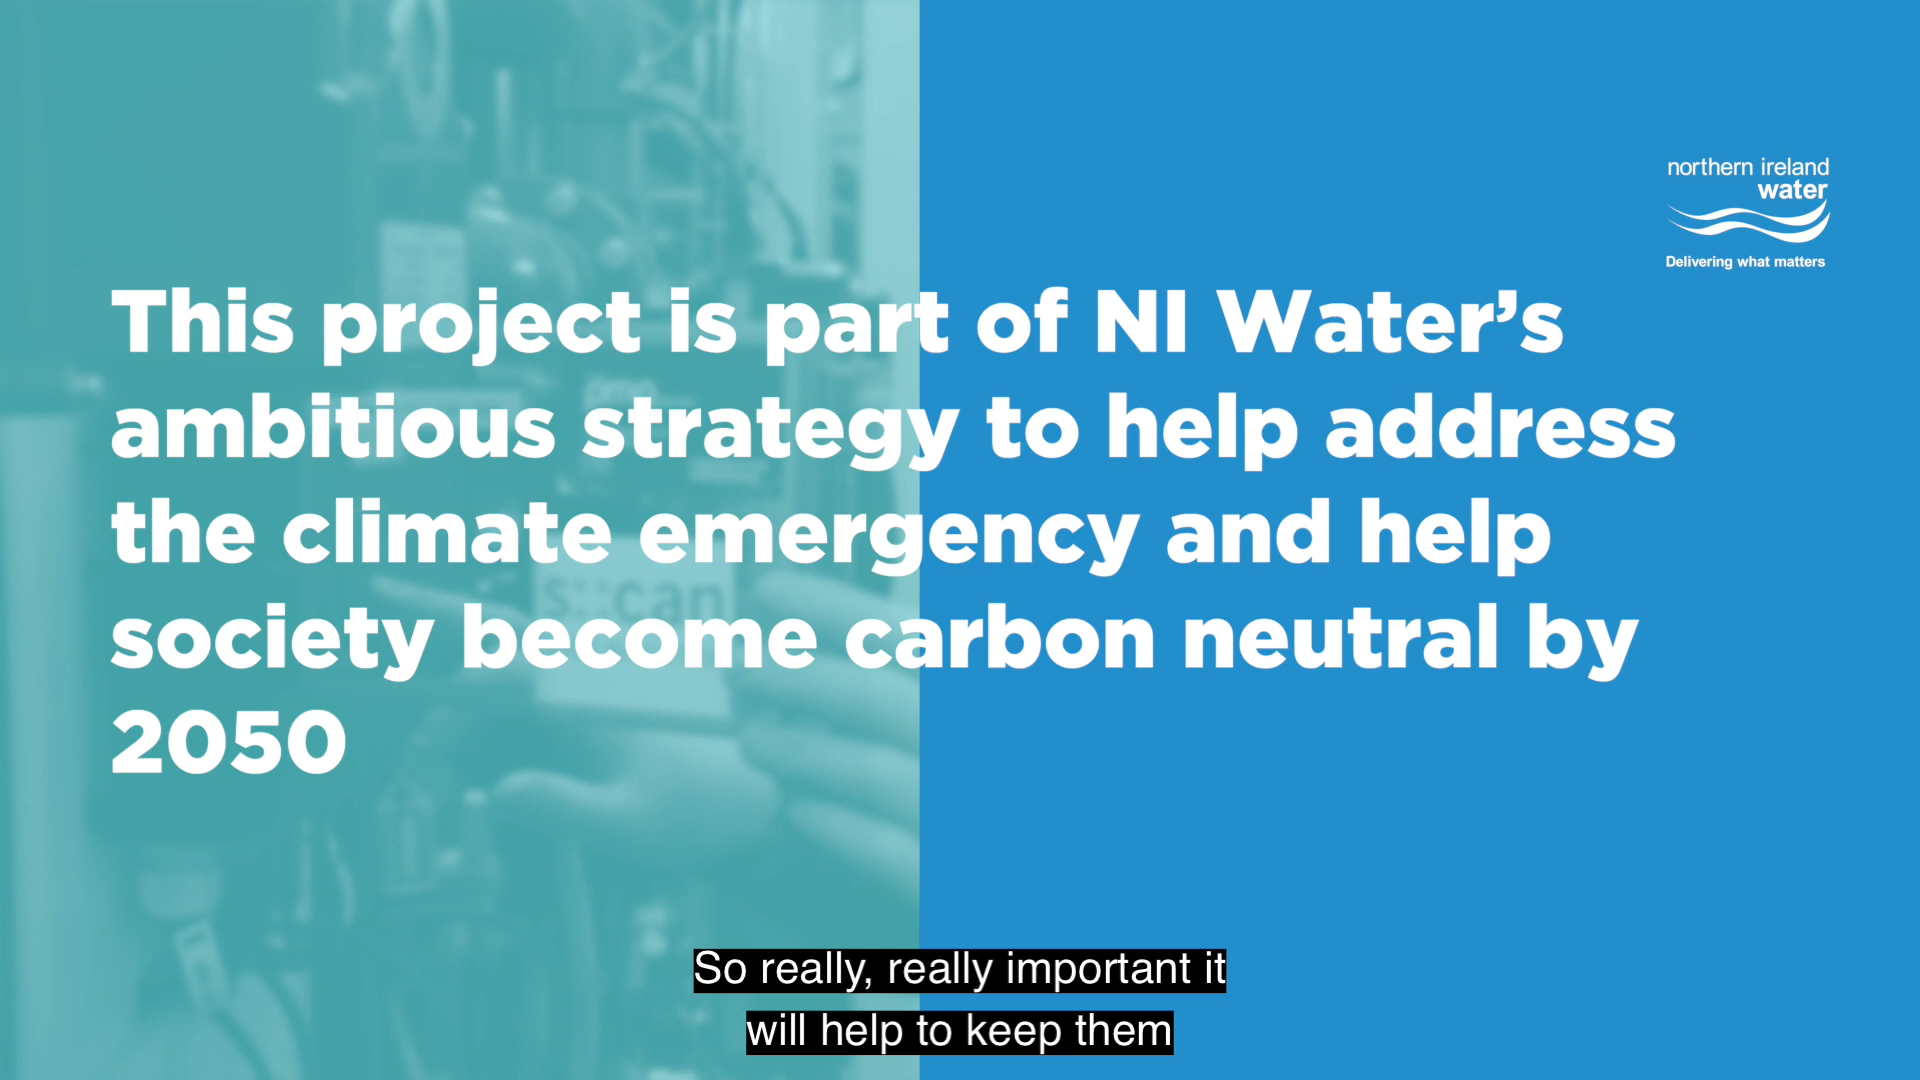 northern ireland
water
Delivering what matters
This project is part of NI Water’s
ambitious strategy to help address
the climate emergency and help
society become carbon neutral by
2050
s::can
So really, really important it
will help to keep them